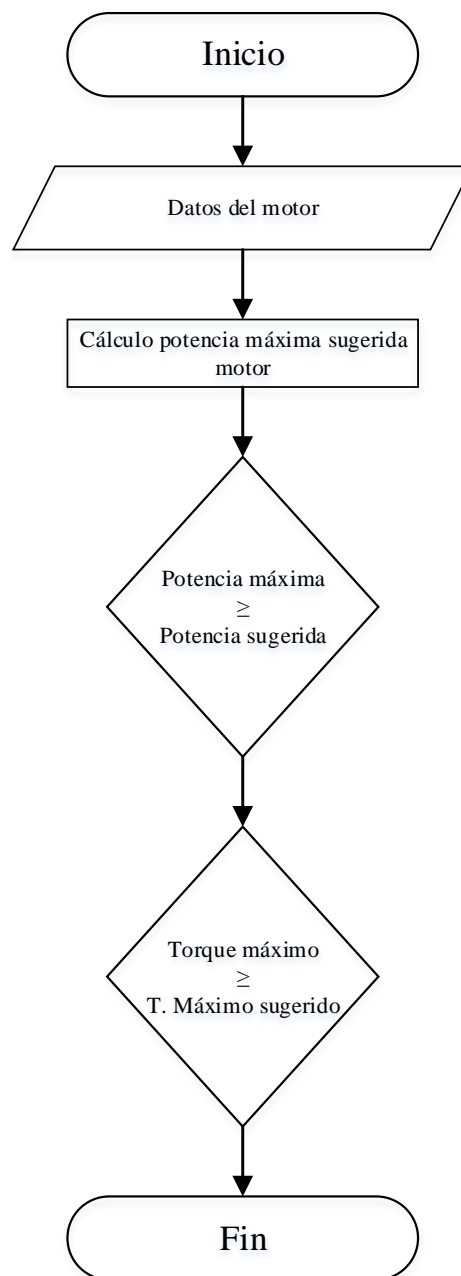 Inicio
Datos del motor
Cálculo potencia máxima sugerida
motor
Potencia máxima
≥
Potencia sugerida
Torque máximo
≥
T. Máximo sugerido
Fin